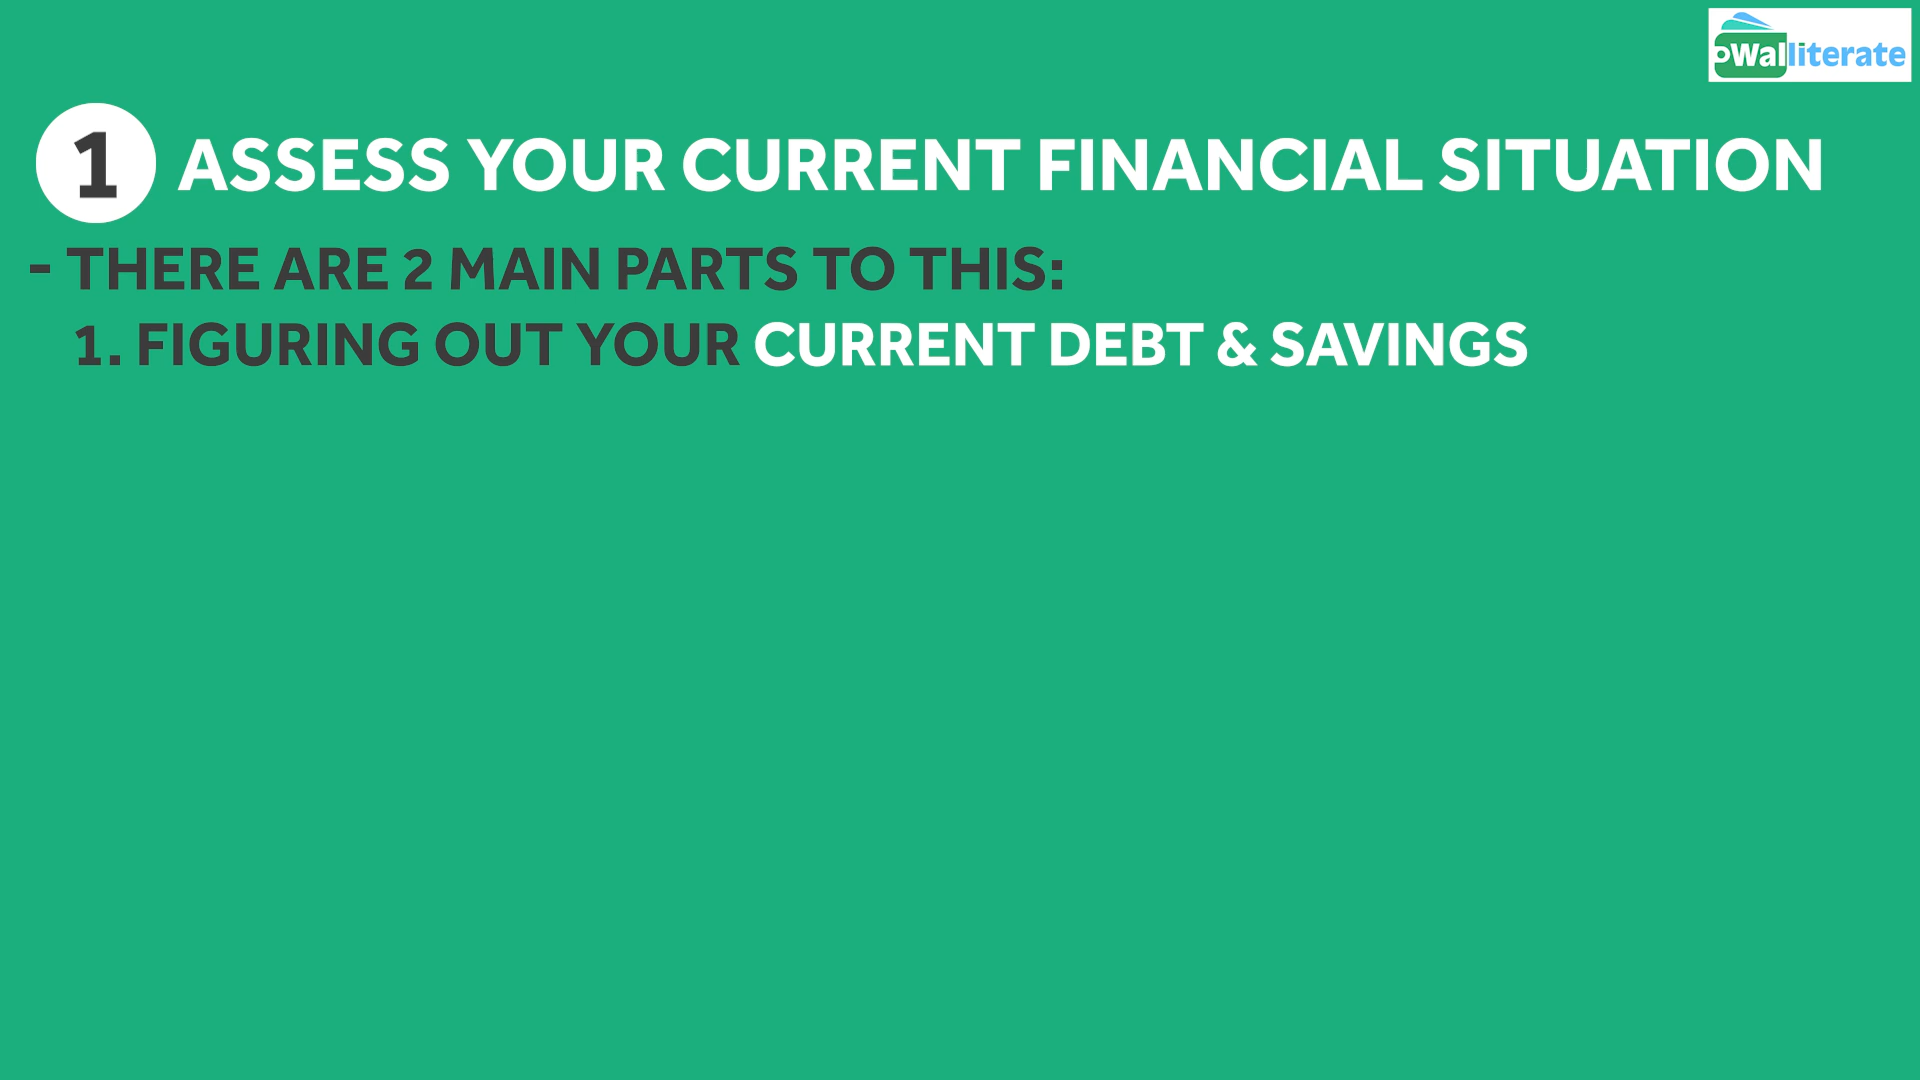 oWalliterate
1 ASSESS YOUR CURRENT FINANCIAL SITUATION
- THERE ARE 2 MAIN PARTS TO THIS:
1. FIGURING OUT YOUR CURRENT DEBT & SAVINGS